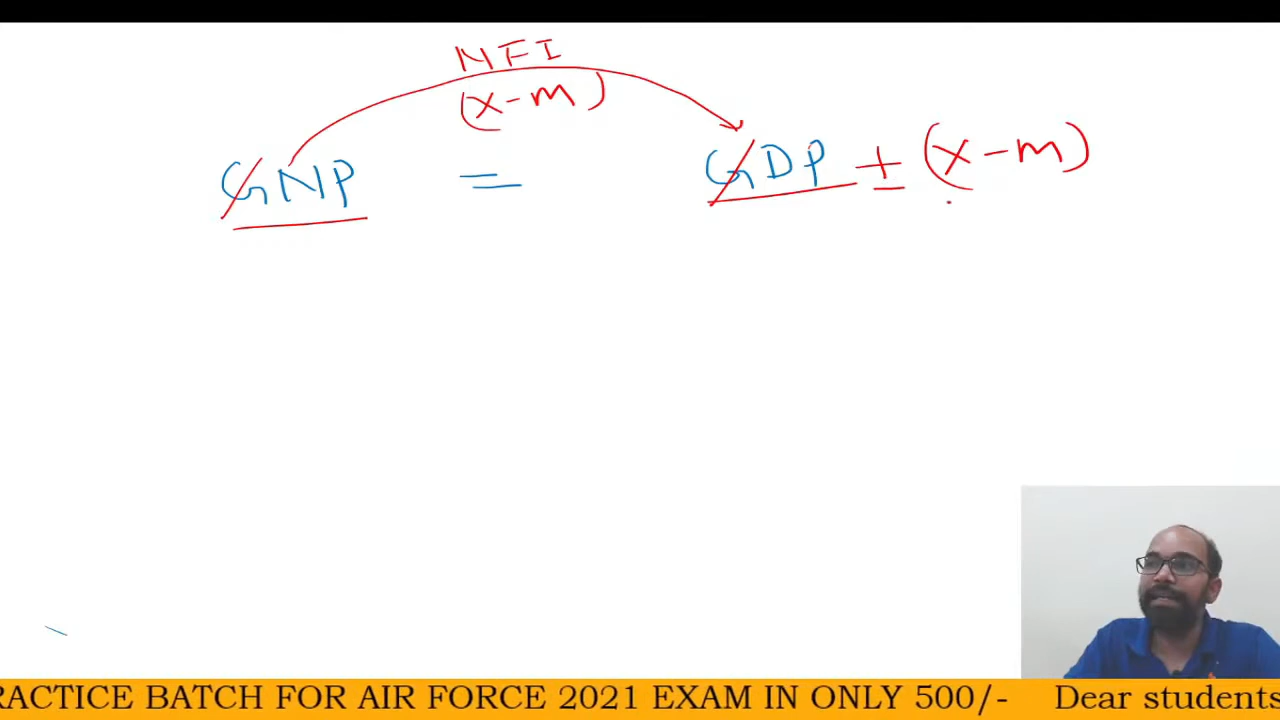 NFI
(x-m)
GNP = GDP ± (x-m)
RACTICE BATCH FOR AIR FORCE 2021 EXAM IN ONLY 500/- Dear students